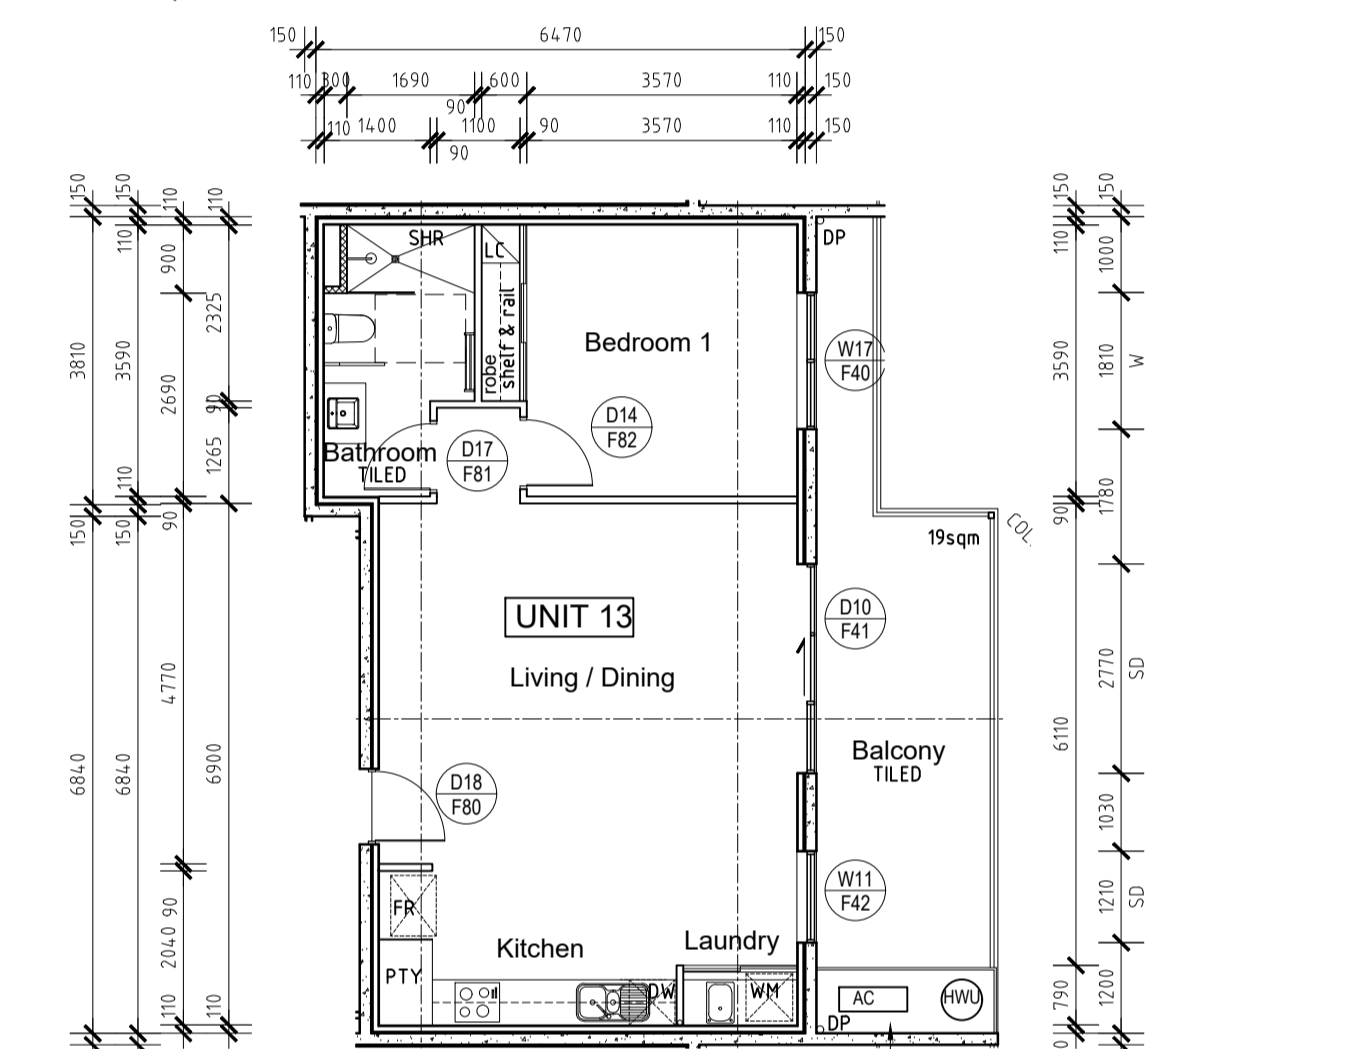 150 6470 150
110 300 1690 600 3570 110 150
90
110 1400 1100 90 3570 110 150
90
150 150 110 110
150 150
110 900
2325
3810 3590 2690
90
1265
110
150 150 90
4770
6840 6840 6900
90
2040
110 110
SHR
LC
DP
110 1000
robe
shelf & rail
Bedroom 1
W17
F40
3590 1810 W
D14
F82
D17
F81
Bathroom
TILED
90 1780
COL.
19sqm
UNIT 13
D10
F41
Living / Dining
2770 SD
6110
Balcony
TILED
D18
F80
1030
W11
F42
1210 SD
FR
Kitchen
Laundry
PTY
DW
WM
AC
HWU
DP
790 1200